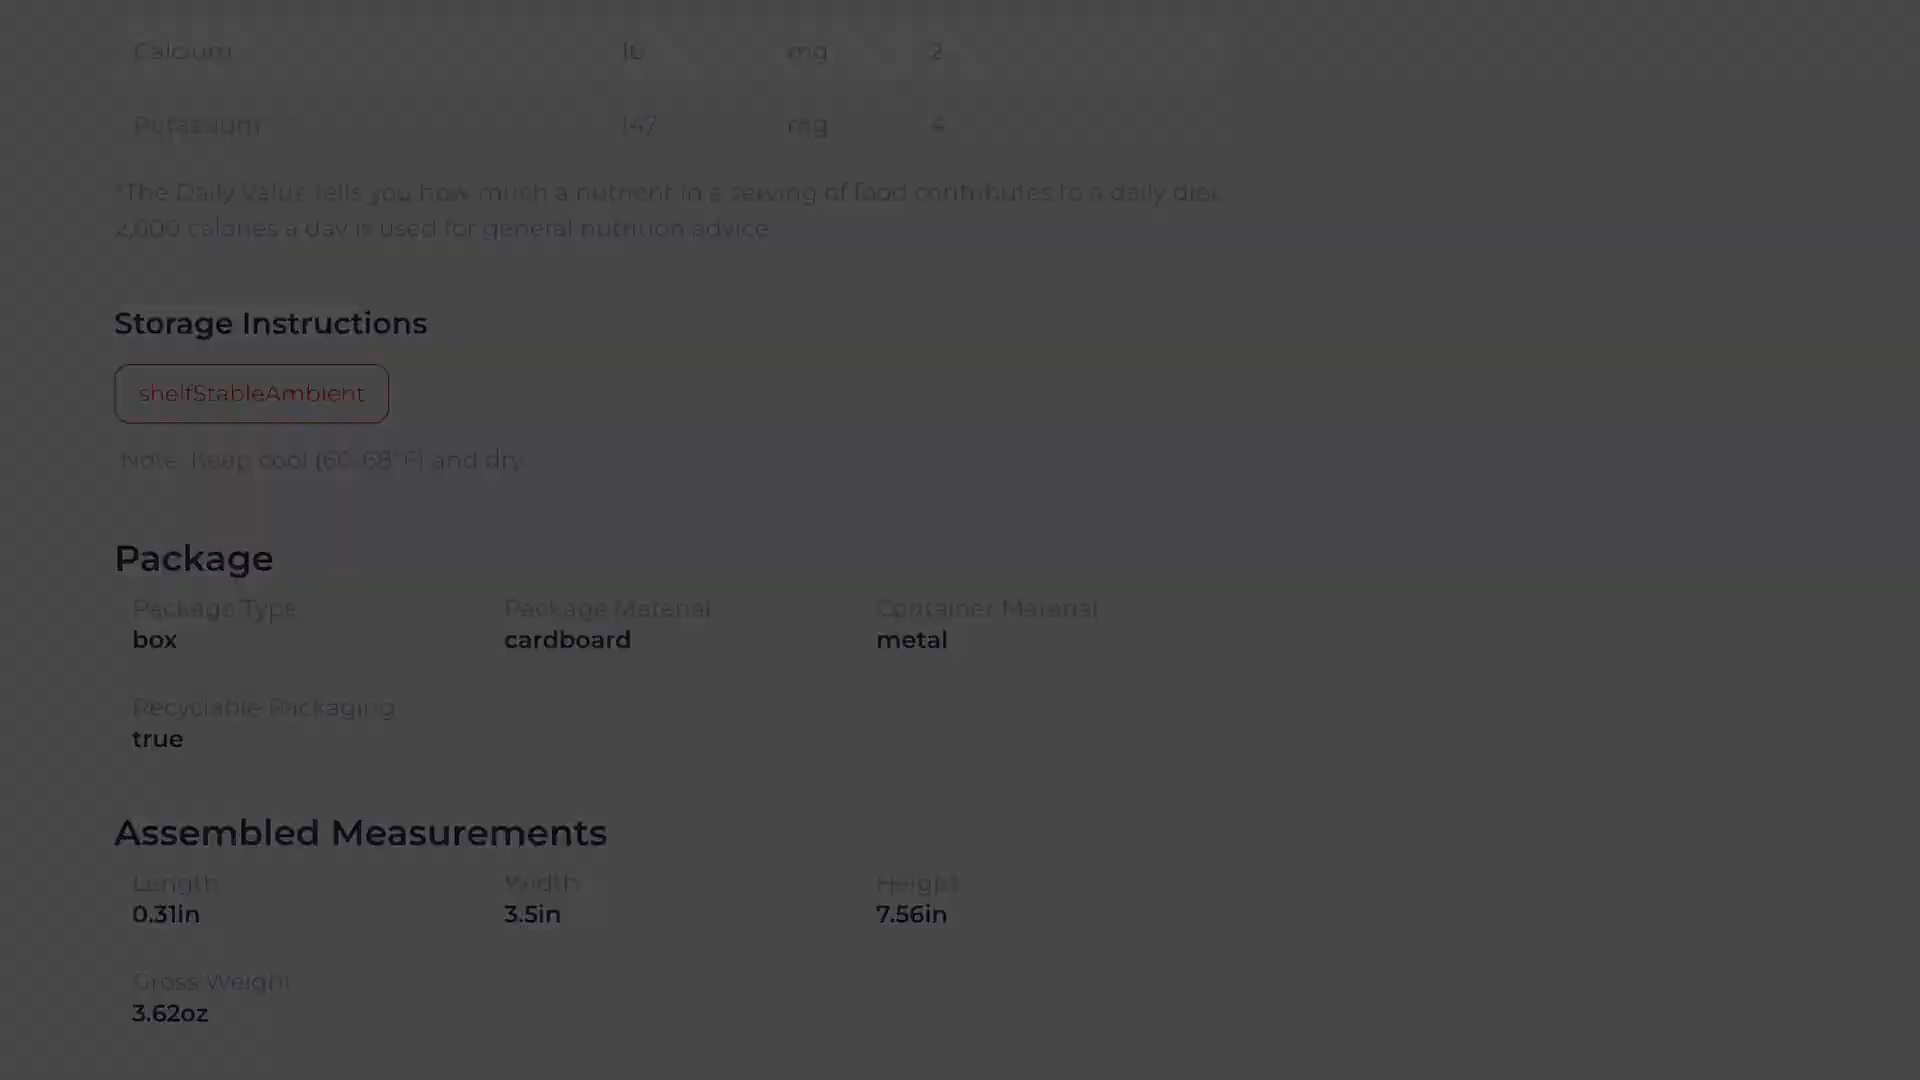 Calcium 10 mg 2
Potassium 147 mg 4
*The Daily Value tells you how much a nutrient in a serving of food contributes to a daily diet.
2,000 calories a day is used for general nutrition advice.
Storage Instructions
shelfStableAmbient
Note: Keep cool (60-68°F) and dry
Package
Package Type Package Material Container Material
box cardboard metal
Recyclable Packaging
true
Assembled Measurements
Length Width Height
0.31in 3.5in 7.56in
Gross Weight
3.62oz